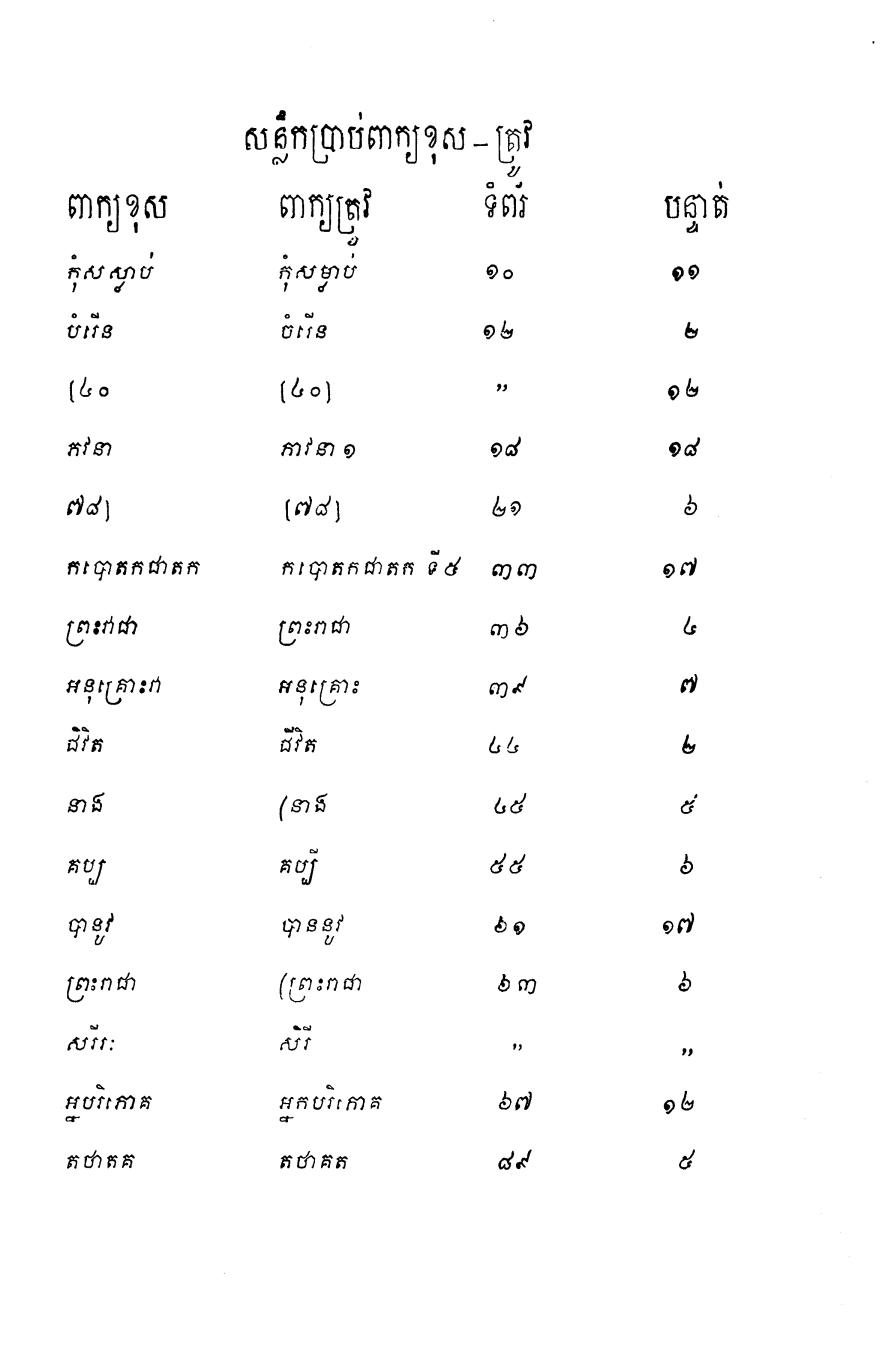 សន្លឹកប្រាប់ពាក្យខុស – ត្រូវ
ពាក្យខុស ពាក្យត្រូវ ទំព័រ បន្ទាត់
កុំសស្លាប់ កុំសម្លាប់ ១០ ១១
បំរើន ចំរើន ១២ ២
(៤០ (៤០) ” ១២
ភវនា ភាវនា ១ ១៨ ១៨
៧៨) (៧៨) ២១ ៦
កបោតកជាតក កបោតកជាតក ទី៥ ៣៣ ១៧
ព្រះរាជា ព្រះរាជា ៣៦ ៤
អនុគ្រោះរា អនុគ្រោះ ៣៩ ៧
ជិវិត ជីវិត ៤៤ ២
នាង (នាង ៤៥ ៥
គប្ប គប្បី ៥៥ ៦
បានូវ បាននូវ ៦១ ១៧
ព្រះរាជា (ព្រះរាជា ៦៣ ៦
សរីរៈ សិរី ” ”
អ្នបរិភោគ អ្នកបរិភោគ ៦៧ ១២
តថាតគ តថាគត ៨៩ ៥